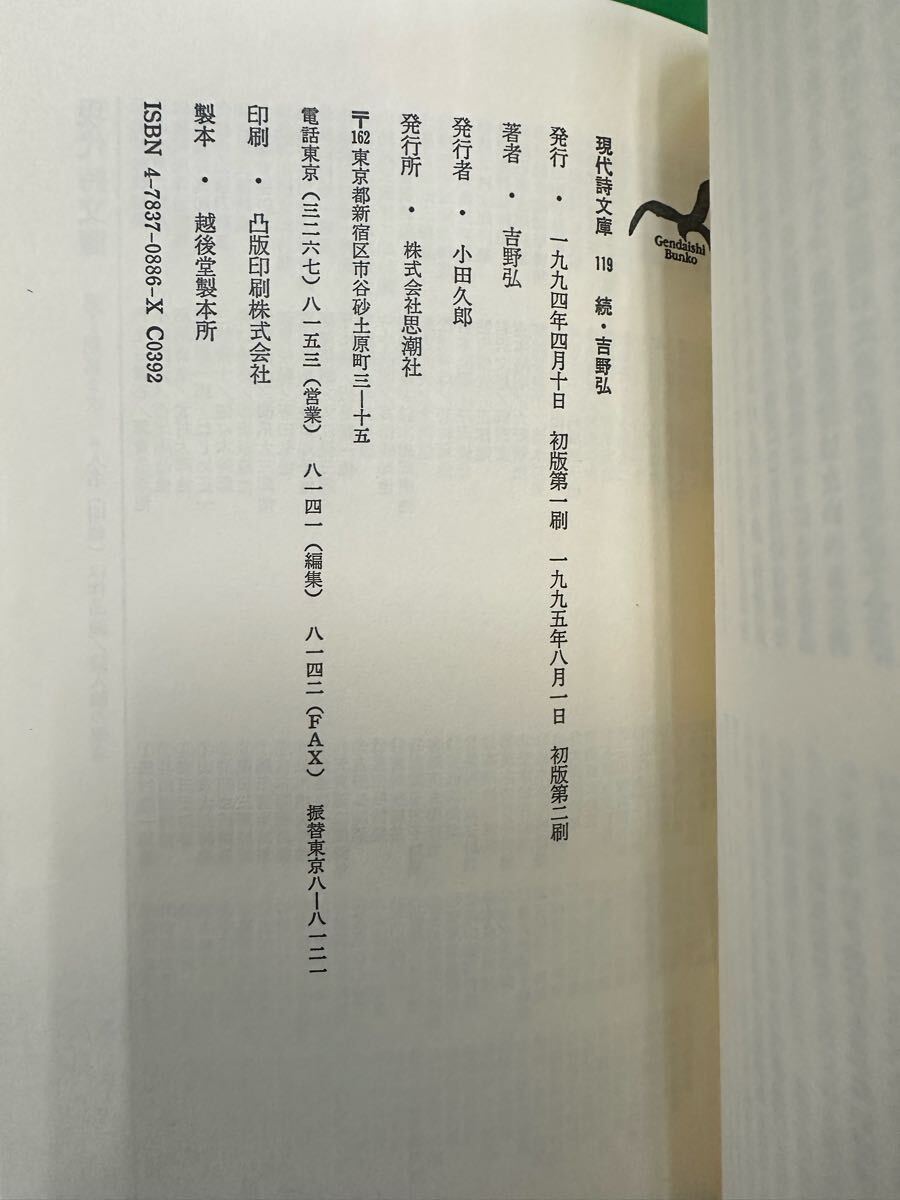 Gendaishi
Bunko
現代詩文庫 119 続・吉野弘
発行・一九九四年四月十日 初版第一刷 一九九五年八月一日 初版第二刷
著者・吉野弘
発行者・小田久郎
発行所・株式会社思潮社
〒162東京都新宿区市谷砂土原町三—十五
電話東京(三二六七)八一五三(営業) 八一四一(編集) 八一四二(FAX) 振替東京八—八一二一
印刷・凸版印刷株式会社
製本・越後堂製本所
ISBN 4-7837-0886-X C0392